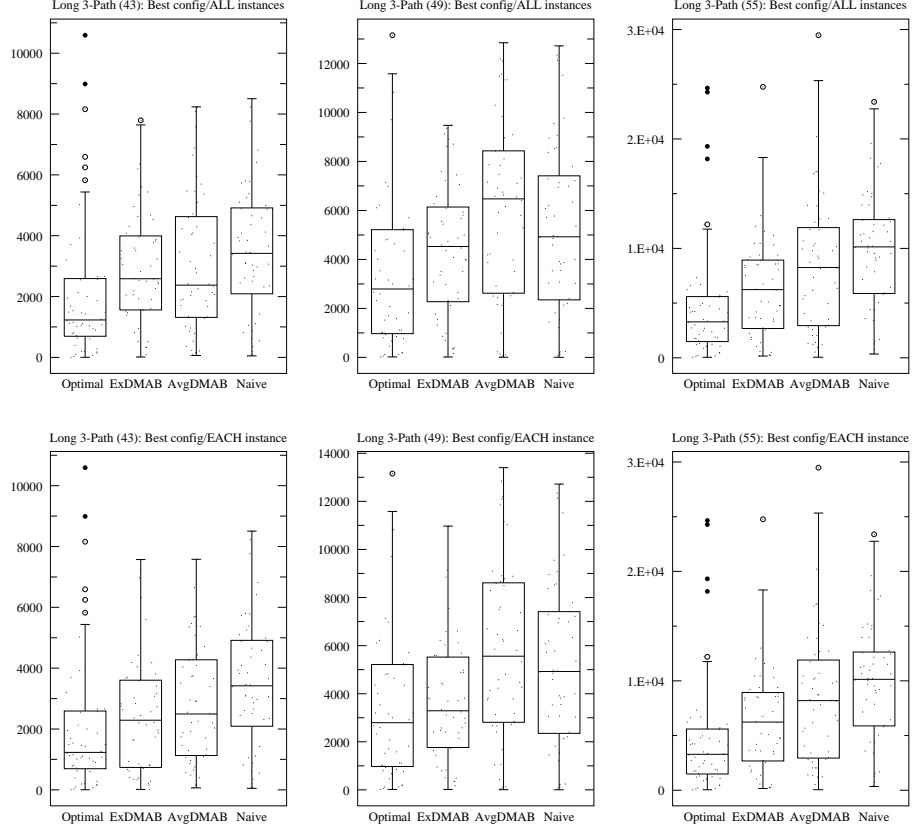 Long 3-Path (43): Best config/ALL instances
10000
8000
6000
4000
2000
0
Optimal ExDMAB AvgDMAB Naive
Long 3-Path (49): Best config/ALL instances
12000
10000
8000
6000
4000
2000
0
Optimal ExDMAB AvgDMAB Naive
Long 3-Path (55): Best config/ALL instances
3.E+04
2.E+04
1.E+04
0
Optimal ExDMAB AvgDMAB Naive
Long 3-Path (43): Best config/EACH instance
10000
8000
6000
4000
2000
0
Optimal ExDMAB AvgDMAB Naive
Long 3-Path (49): Best config/EACH instance
14000
12000
10000
8000
6000
4000
2000
0
Optimal ExDMAB AvgDMAB Naive
Long 3-Path (55): Best config/EACH instance
3.E+04
2.E+04
1.E+04
0
Optimal ExDMAB AvgDMAB Naive